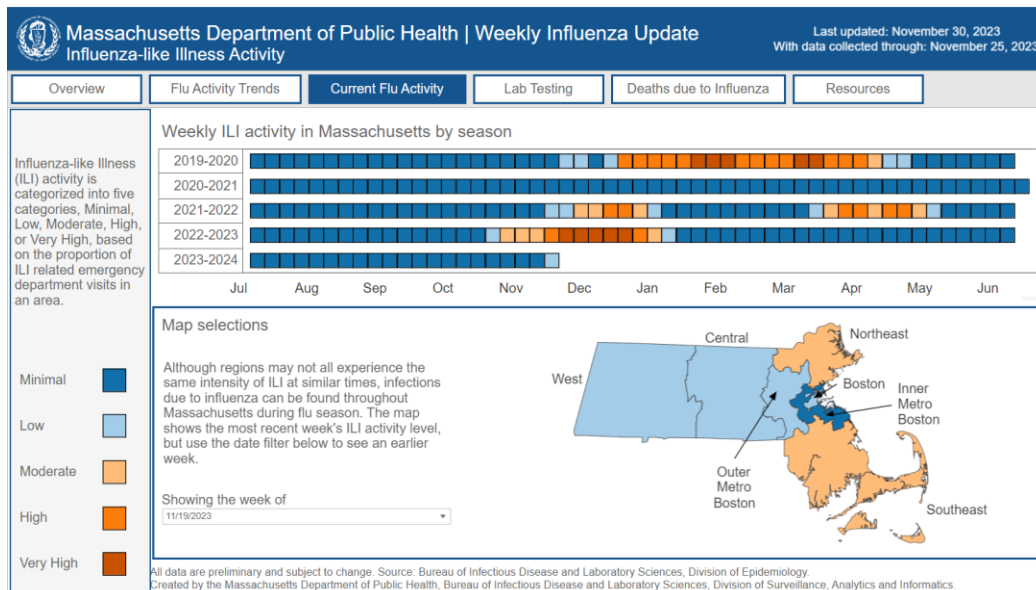 Massachusetts Department of Public Health | Weekly Influenza Update
Influenza-like Illness Activity
Last updated: November 30, 2023
With data collected through: November 25, 2023
Overview
Flu Activity Trends
Current Flu Activity
Lab Testing
Deaths due to Influenza
Resources
Influenza-like Illness
(ILI) activity is
categorized into five
categories, Minimal,
Low, Moderate, High,
or Very High, based
on the proportion of
ILI related emergency
department visits in
an area.
Minimal
Low
Moderate
High
Very High
Weekly ILI activity in Massachusetts by season
2019-2020
2020-2021
2021-2022
2022-2023
2023-2024
Jul Aug Sep Oct Nov Dec Jan Feb Mar Apr May Jun
Map selections
Although regions may not all experience the
same intensity of ILI at similar times, infections
due to influenza can be found throughout
Massachusetts during flu season. The map
shows the most recent week's ILI activity level,
but use the date filter below to see an earlier
week.
Showing the week of
11/19/2023
West
Central
Northeast
Boston
Inner
Metro
Boston
Outer
Metro
Boston
Southeast
All data are preliminary and subject to change. Source: Bureau of Infectious Disease and Laboratory Sciences, Division of Epidemiology.
Created by the Massachusetts Department of Public Health, Bureau of Infectious Disease and Laboratory Sciences, Division of Surveillance, Analytics and Informatics.